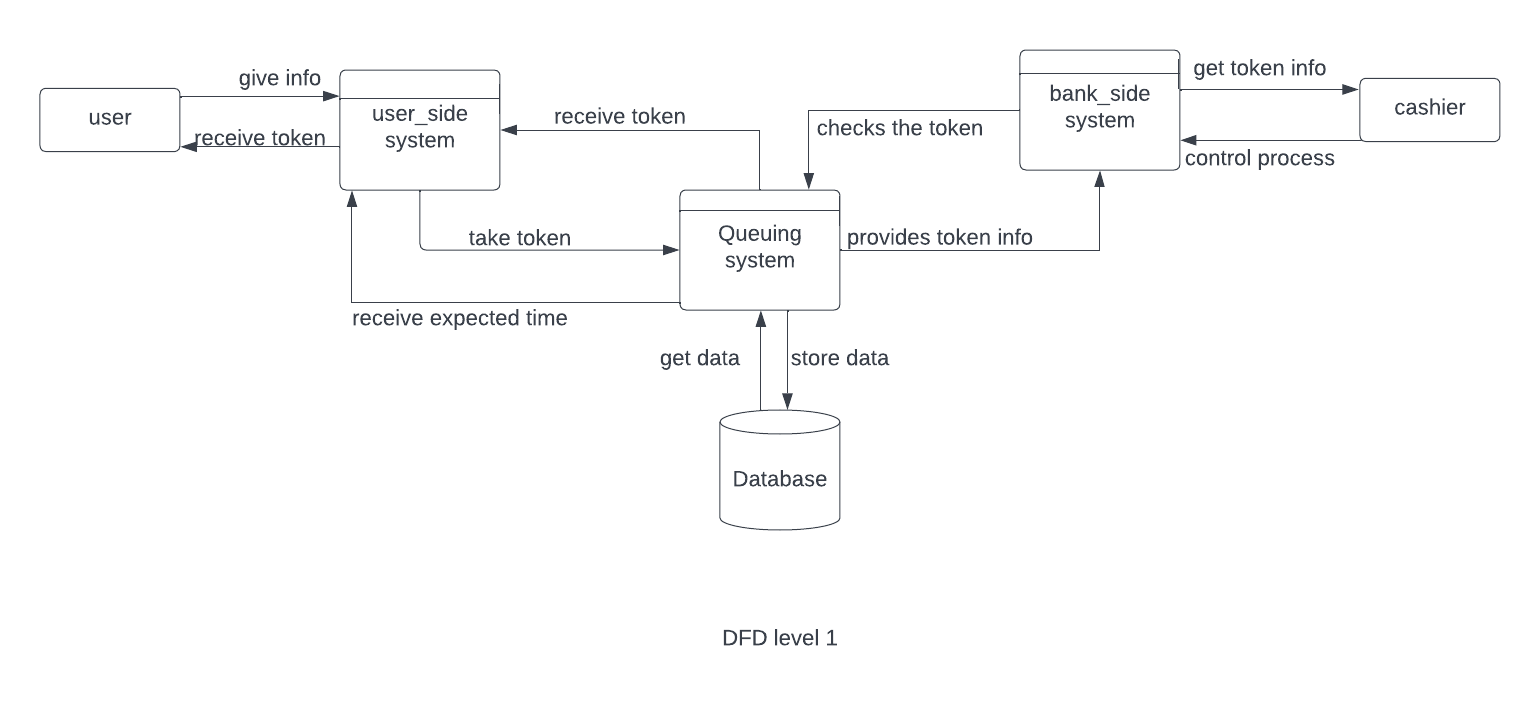 give info
user
receive token
user_side
system
receive token
take token
receive expected time
Queuing
system
checks the token
provides token info
bank_side
system
get token info
cashier
control process
get data
store data
Database
DFD level 1